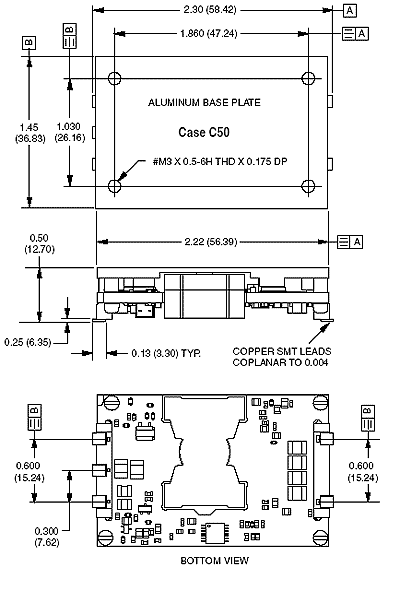 2.30 (58.42)
A
B
B
1.860 (47.24)
A
ALUMINUM BASE PLATE
Case C50
#M3 X 0.5-6H THD X 0.175 DP
1.45
(36.83)
1.030
(26.16)
0.50
(12.70)
2.22 (56.39)
A
0.25 (6.35)
0.13 (3.30) TYP.
COPPER SMT LEADS
COPLANAR TO 0.004
B
B
0.600
(15.24)
0.600
(15.24)
0.300
(7.62)
BOTTOM VIEW